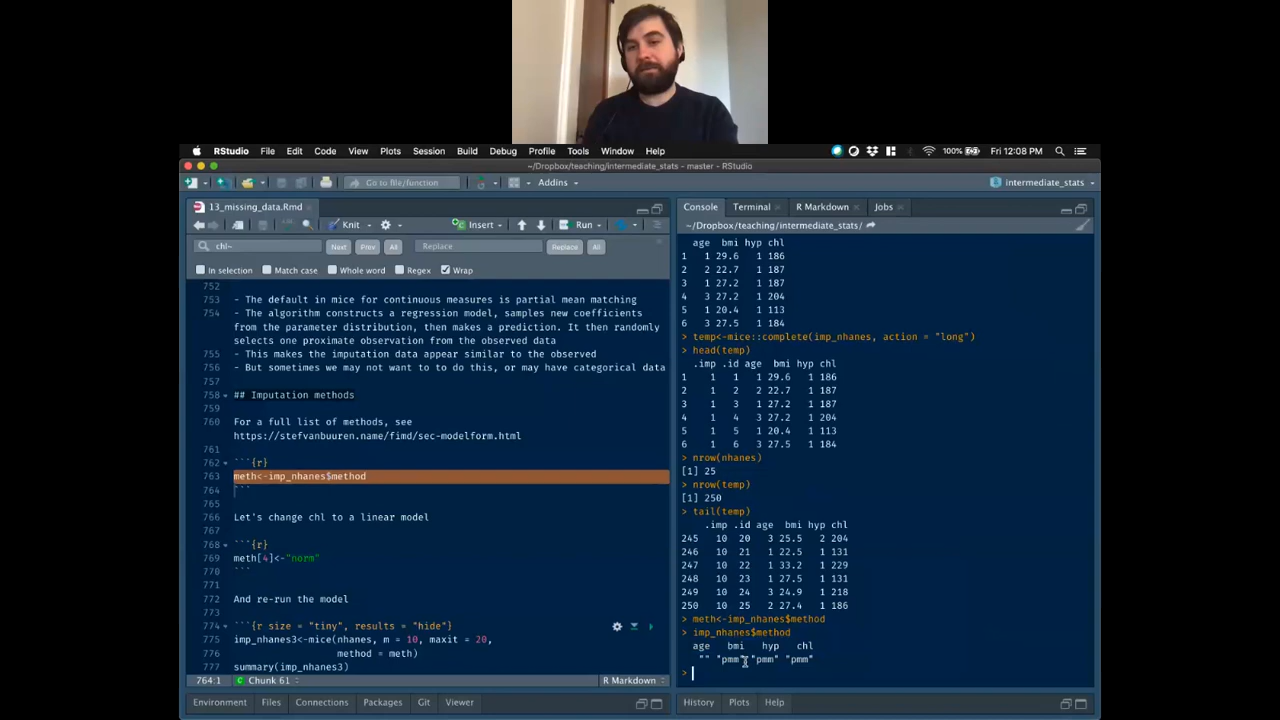 RStudio File Edit Code View Plots Session Build Debug Profile Tools Window Help 100% Fri 12:08 PM
~/Dropbox/teaching/intermediate_stats - master - RStudio
Go to file/function Addins intermediate_stats
13_missing_data.Rmd
Knit Insert Run
chl~ Next Prev All Replace Replace All
In selection Match case Whole word Regex Wrap
752
753 - The default in mice for continuous measures is partial mean matching
754 - The algorithm constructs a regression model, samples new coefficients
from the parameter distribution, then makes a prediction. It then randomly
selects one proximate observation from the observed data
755 - This makes the imputation data appear similar to the observed
756 - But sometimes we may not want to to do this, or may have categorical data
757
758 ## Imputation methods
759
760 For a full list of methods, see
https://stefvanbuuren.name/fimd/sec-modelform.html
761
762 ```{r}
763 meth<-imp_nhanes$method
764 ```
765
766 Let's change chl to a linear model
767
768 ```{r}
769 meth[4]<-"norm"
770 ```
771
772 And re-run the model
773
774 ```{r size = "tiny", results = "hide"}
775 imp_nhanes3<-mice(nhanes, m = 10, maxit = 20,
776 method = meth)
777 summary(imp_nhanes3)
764:1 Chunk 61 R Markdown
Environment Files Connections Packages Git Viewer
Console Terminal R Markdown Jobs
~/Dropbox/teaching/intermediate_stats/
age bmi hyp chl
1 1 29.6 1 186
2 2 22.7 1 187
3 1 27.2 1 187
4 3 27.2 1 204
5 1 20.4 1 113
6 3 27.5 1 184
> temp<-mice::complete(imp_nhanes, action = "long")
> head(temp)
.imp .id age bmi hyp chl
1 1 1 1 29.6 1 186
2 1 2 2 22.7 1 187
3 1 3 1 27.2 1 187
4 1 4 3 27.2 1 204
5 1 5 1 20.4 1 113
6 1 6 3 27.5 1 184
> nrow(nhanes)
[1] 25
> nrow(temp)
[1] 250
> tail(temp)
.imp .id age bmi hyp chl
245 10 20 3 25.5 2 204
246 10 21 1 22.5 1 131
247 10 22 1 33.2 1 229
248 10 23 1 27.5 1 131
249 10 24 3 24.9 1 218
250 10 25 2 27.4 1 186
> meth<-imp_nhanes$method
> imp_nhanes$method
age bmi hyp chl
"" "pmm" "pmm" "pmm"
>
History Plots Help